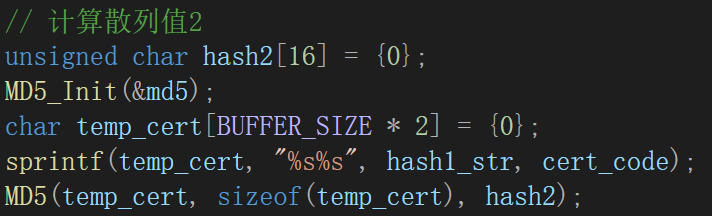 // 计算散列值2
unsigned char hash2[16] = {0};
MD5_Init(&md5);
char temp_cert[BUFFER_SIZE * 2] = {0};
sprintf(temp_cert, "%s%s", hash1_str, cert_code);
MD5(temp_cert, sizeof(temp_cert), hash2);